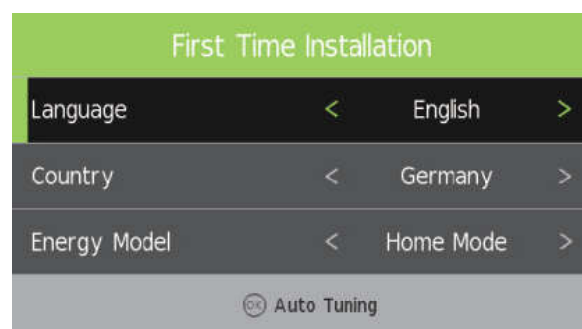 First Time Installation
Language < English >
Country < Germany >
Energy Model < Home Mode >
OK Auto Tuning